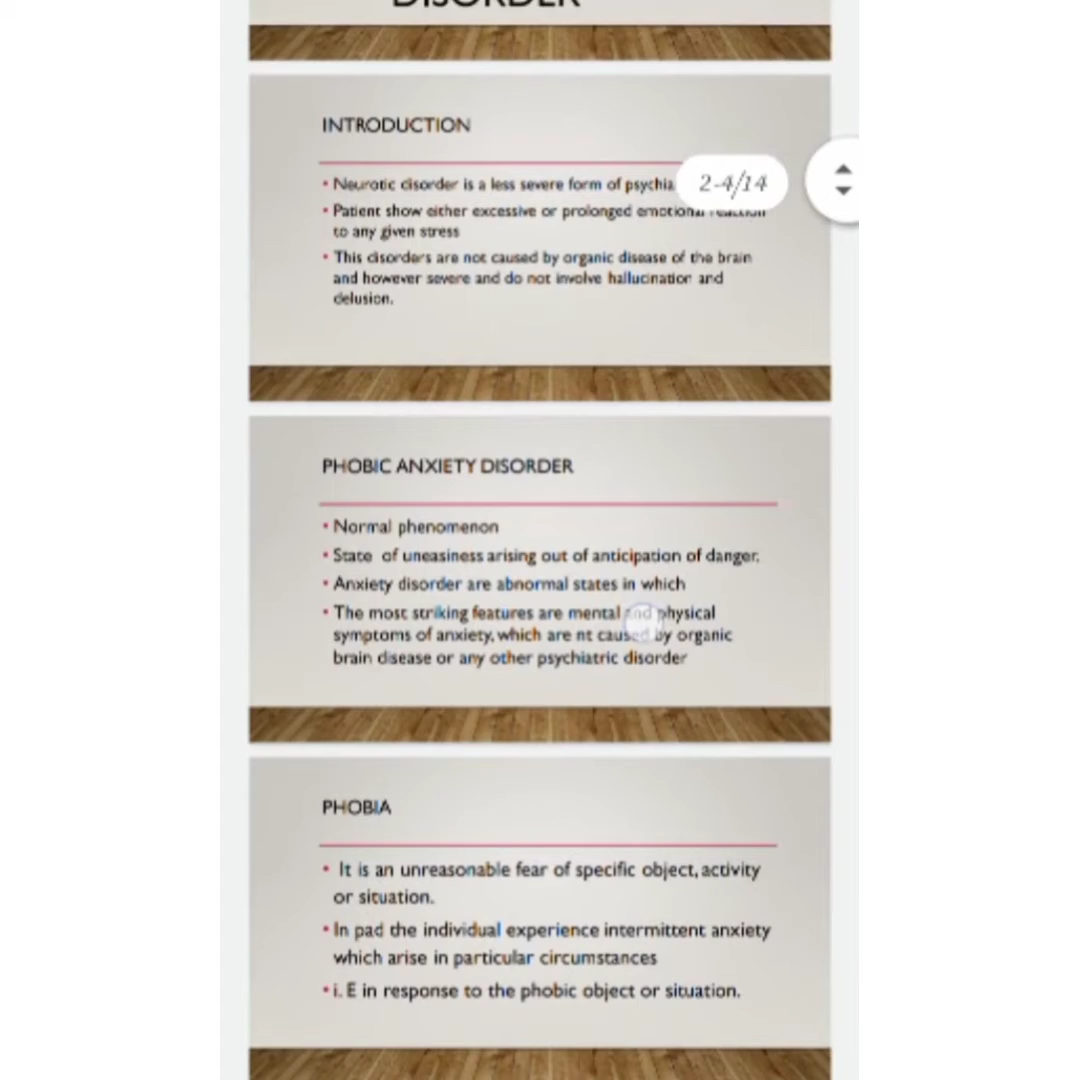 DISORDER
INTRODUCTION
• Neurotic disorder is a less severe form of psychia
2-4/14
• Patient show either excessive or prolonged emotional reaction
to any given stress
• This disorders are not caused by organic disease of the brain
and however severe and do not involve hallucination and
delusion.
PHOBIC ANXIETY DISORDER
• Normal phenomenon
• State of uneasiness arising out of anticipation of danger.
• Anxiety disorder are abnormal states in which
• The most striking features are mental and physical
symptoms of anxiety, which are nt caused by organic
brain disease or any other psychiatric disorder
PHOBIA
• It is an unreasonable fear of specific object, activity
or situation.
• In pad the individual experience intermittent anxiety
which arise in particular circumstances
• i. E in response to the phobic object or situation.